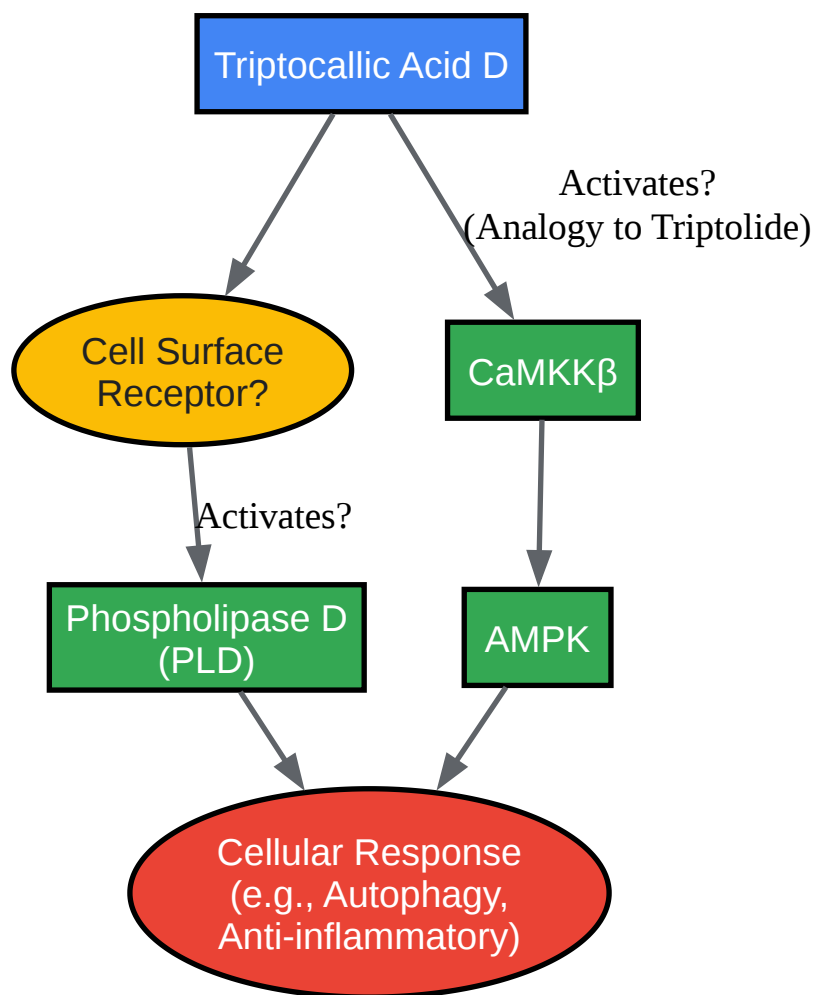 Triptocallic Acid D
Activates?
(Analogy to Triptolide)
Cell Surface
Receptor?
CaMKKβ
Activates?
Phospholipase D
(PLD)
AMPK
Cellular Response
(e.g., Autophagy,
Anti-inflammatory)